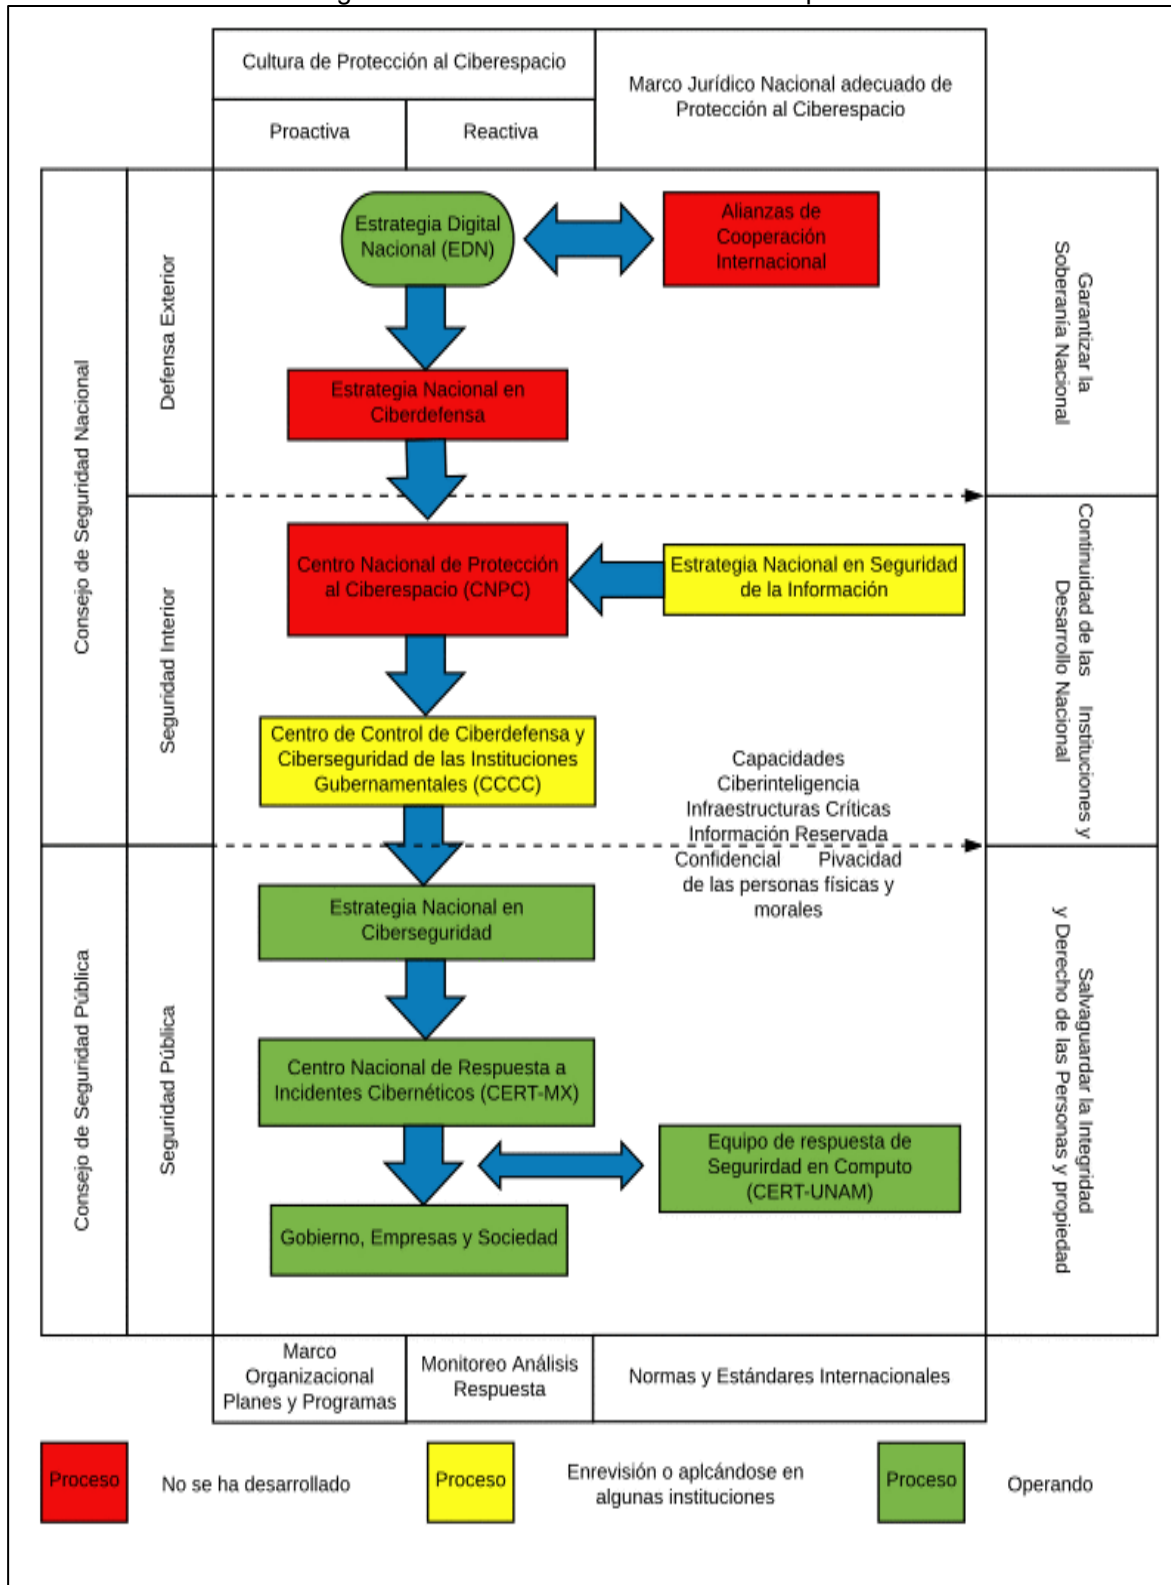 Cultura de Protección al Ciberespacio
Marco Jurídico Nacional adecuado de
Protección al Ciberespacio
Proactiva
Reactiva
Consejo de Seguridad Nacional
Defensa Exterior
Estrategia Digital
Nacional (EDN)
Alianzas de
Cooperación
Internacional
Garantizar la
Soberanía Nacional
Estrategia Nacional en
Ciberdefensa
Seguridad Interior
Centro Nacional de Protección
al Ciberespacio (CNPC)
Estrategia Nacional en Seguridad
de la Información
Continuidad de las Instituciones y
Desarrollo Nacional
Centro de Control de Ciberdefensa y
Ciberseguridad de las Instituciones
Gubernamentales (CCCC)
Capacidades
Ciberinteligencia
Infraestructuras Críticas
Información Reservada
Confidencial Pivacidad
de las personas físicas y
morales
Consejo de Seguridad Pública
Seguridad Pública
Estrategia Nacional en
Ciberseguridad
Salvaguardar la Integridad
y Derecho de las Personas y propiedad
Centro Nacional de Respuesta a
Incidentes Cibernéticos (CERT-MX)
Equipo de respuesta de
Segurirdad en Computo
(CERT-UNAM)
Gobierno, Empresas y Sociedad
Marco
Organizacional
Planes y Programas
Monitoreo Análisis
Respuesta
Normas y Estándares Internacionales
Proceso
No se ha desarrollado
Proceso
Enrevisión o aplcándose en
algunas instituciones
Proceso
Operando